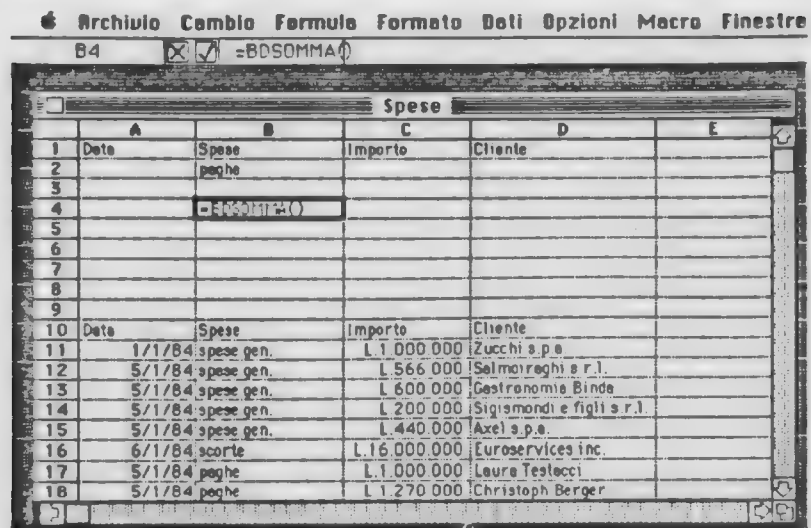 Archivio Cambio Formula Formato Dati Opzioni Macro Finestre
B4 =BDSOMMA()
Spese
A B C D E
1 Data Spese Importo Cliente
2 paghe
3
4 =BDSOMMA()
5
6
7
8
9
10 Data Spese Importo Cliente
11 1/1/84 spese gen. L.1.000.000 Zucchi s.p.a
12 5/1/84 spese gen. L.566.000 Salmoiraghi s.r.l.
13 5/1/84 spese gen. L.600.000 Gastronomia Binda
14 5/1/84 spese gen. L.200.000 Sigismondi e figli s.r.l.
15 5/1/84 spese gen. L.440.000 Axel s.p.a.
16 6/1/84 scorte L.16.000.000 Euroservices inc.
17 5/1/84 paghe L.1.000.000 Laura Testacci
18 5/1/84 paghe L.1.270.000 Christoph Berger